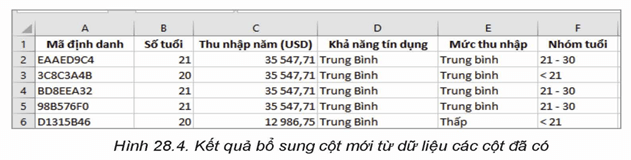 A B C D E F
1 Mã định danh Số tuổi Thu nhập năm (USD) Khả năng tín dụng Mức thu nhập Nhóm tuổi
2 EAAED9C4 21 35 547,71 Trung Bình Trung bình 21 - 30
3 3C8C3A4B 20 35 547,71 Trung Bình Trung bình < 21
4 BD8EEA32 21 35 547,71 Trung Bình Trung bình 21 - 30
5 98B576F0 21 35 547,71 Trung Bình Trung bình 21 - 30
6 D1315B46 20 12 986,75 Trung Bình Thấp < 21
Hình 28.4. Kết quả bổ sung cột mới từ dữ liệu các cột đã có